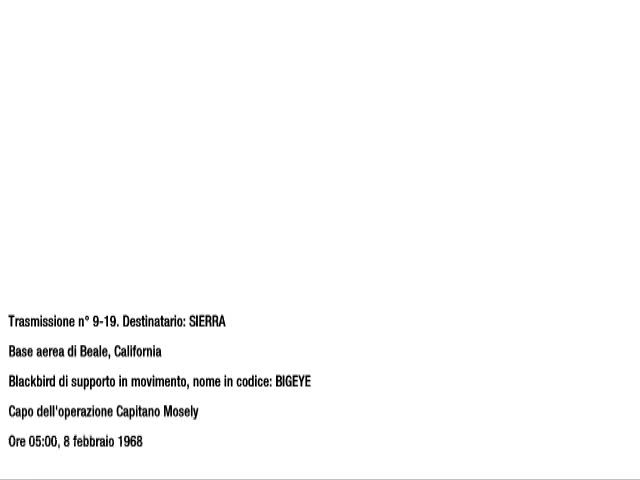 Trasmissione n° 9-19. Destinatario: SIERRA
Base aerea di Beale, California
Blackbird di supporto in movimento, nome in codice: BIGEYE
Capo dell'operazione Capitano Mosely
Ore 05:00, 8 febbraio 1968